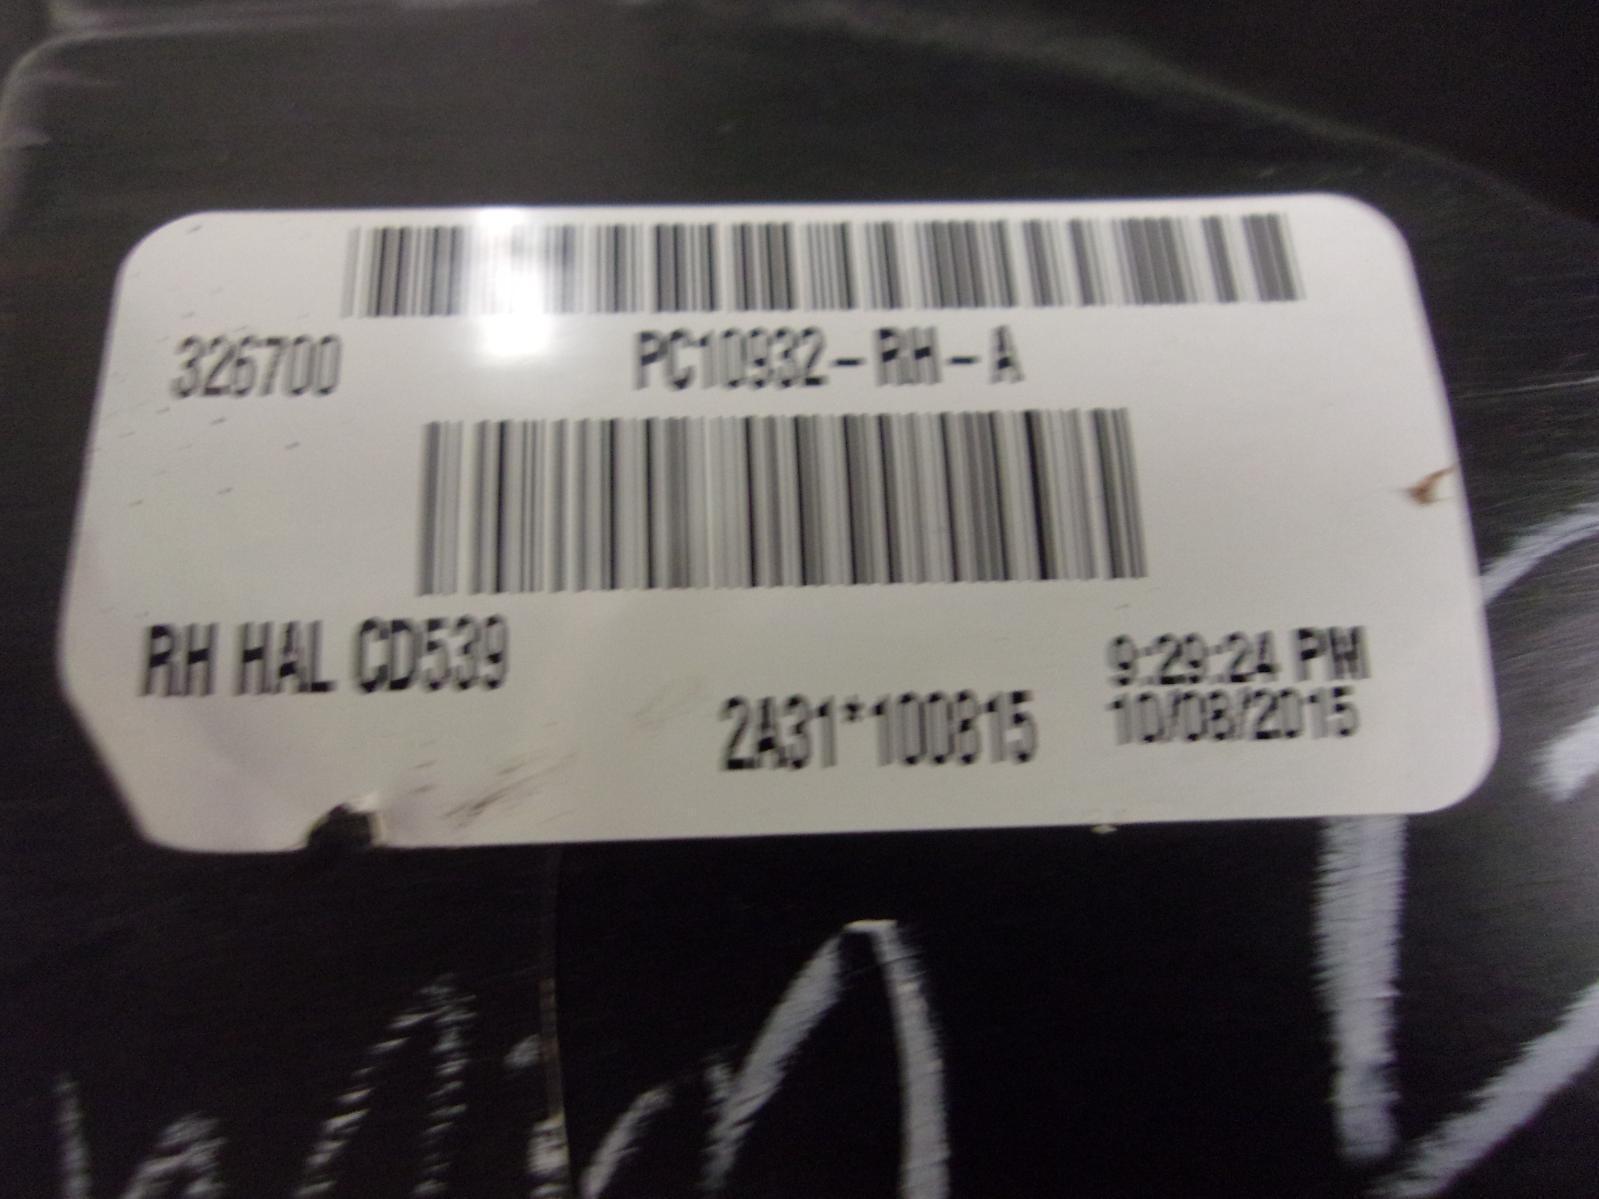 326700 PC10932-RH-A
RH HAL CD539
9:29:24 PM
2A31*100815
10/08/2015